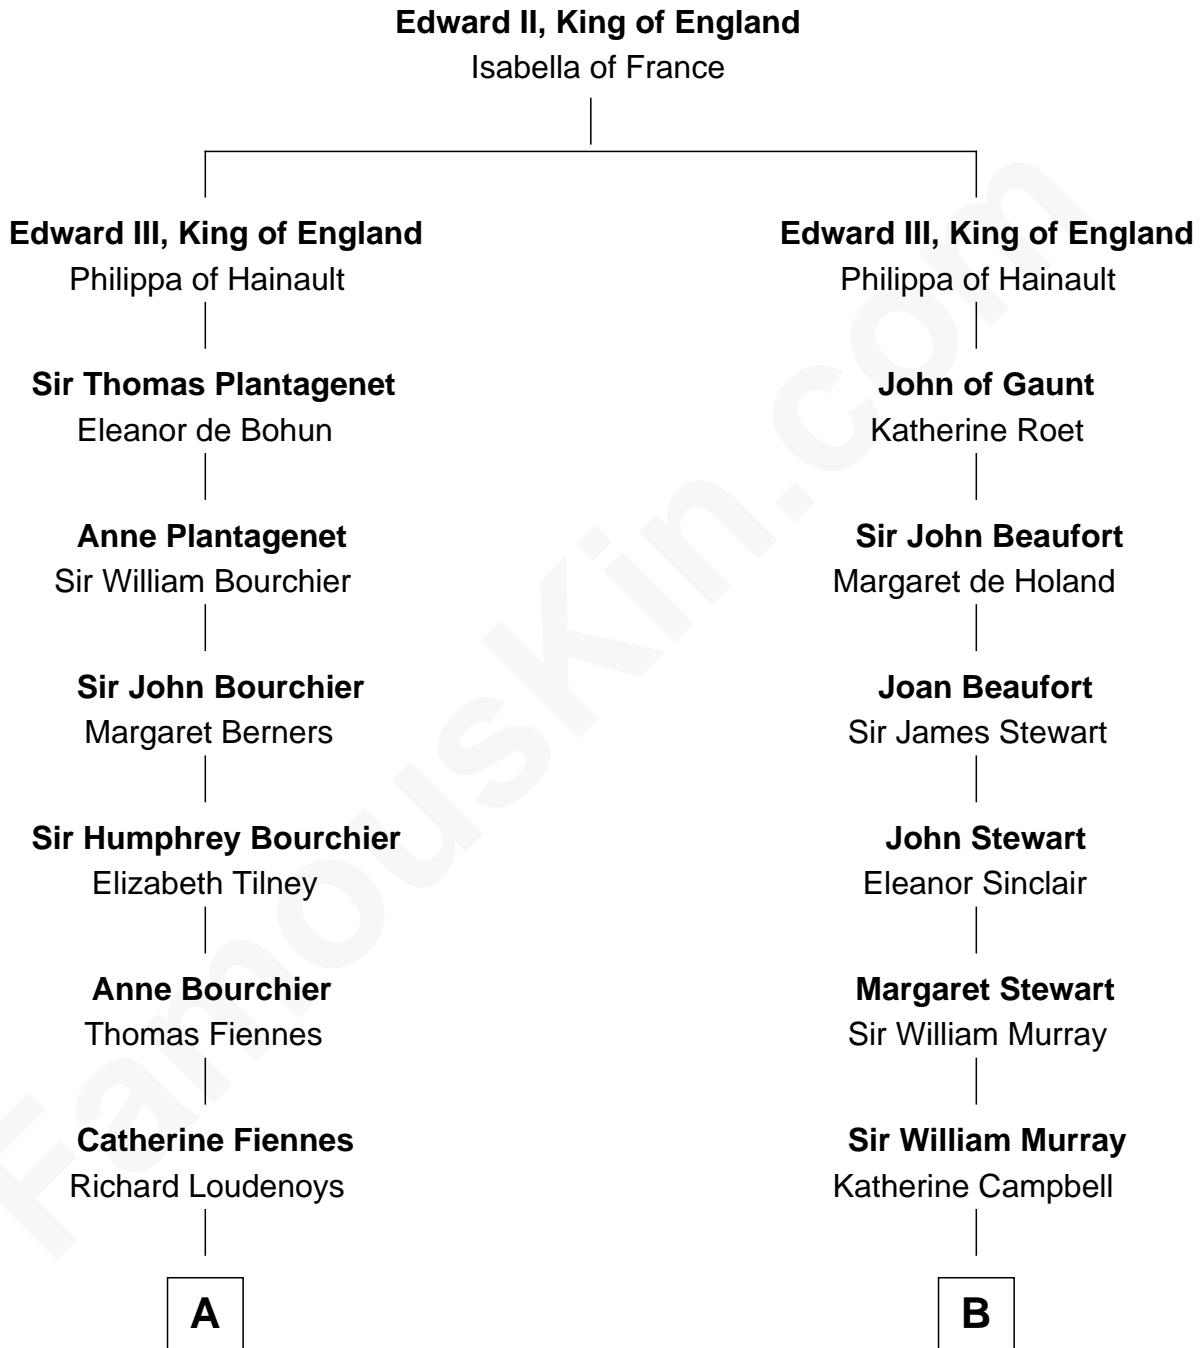 Edward II, King of England
Isabella of France
Edward III, King of England
Philippa of Hainault
Sir Thomas Plantagenet
Eleanor de Bohun
Anne Plantagenet
Sir William Bourchier
Sir John Bourchier
Margaret Berners
Sir Humphrey Bourchier
Elizabeth Tilney
Anne Bourchier
Thomas Fiennes
Catherine Fiennes
Richard Loudenoys
A
Edward III, King of England
Philippa of Hainault
John of Gaunt
Katherine Roet
Sir John Beaufort
Margaret de Holand
Joan Beaufort
Sir James Stewart
John Stewart
Eleanor Sinclair
Margaret Stewart
Sir William Murray
Sir William Murray
Katherine Campbell
B
FamousKin.com